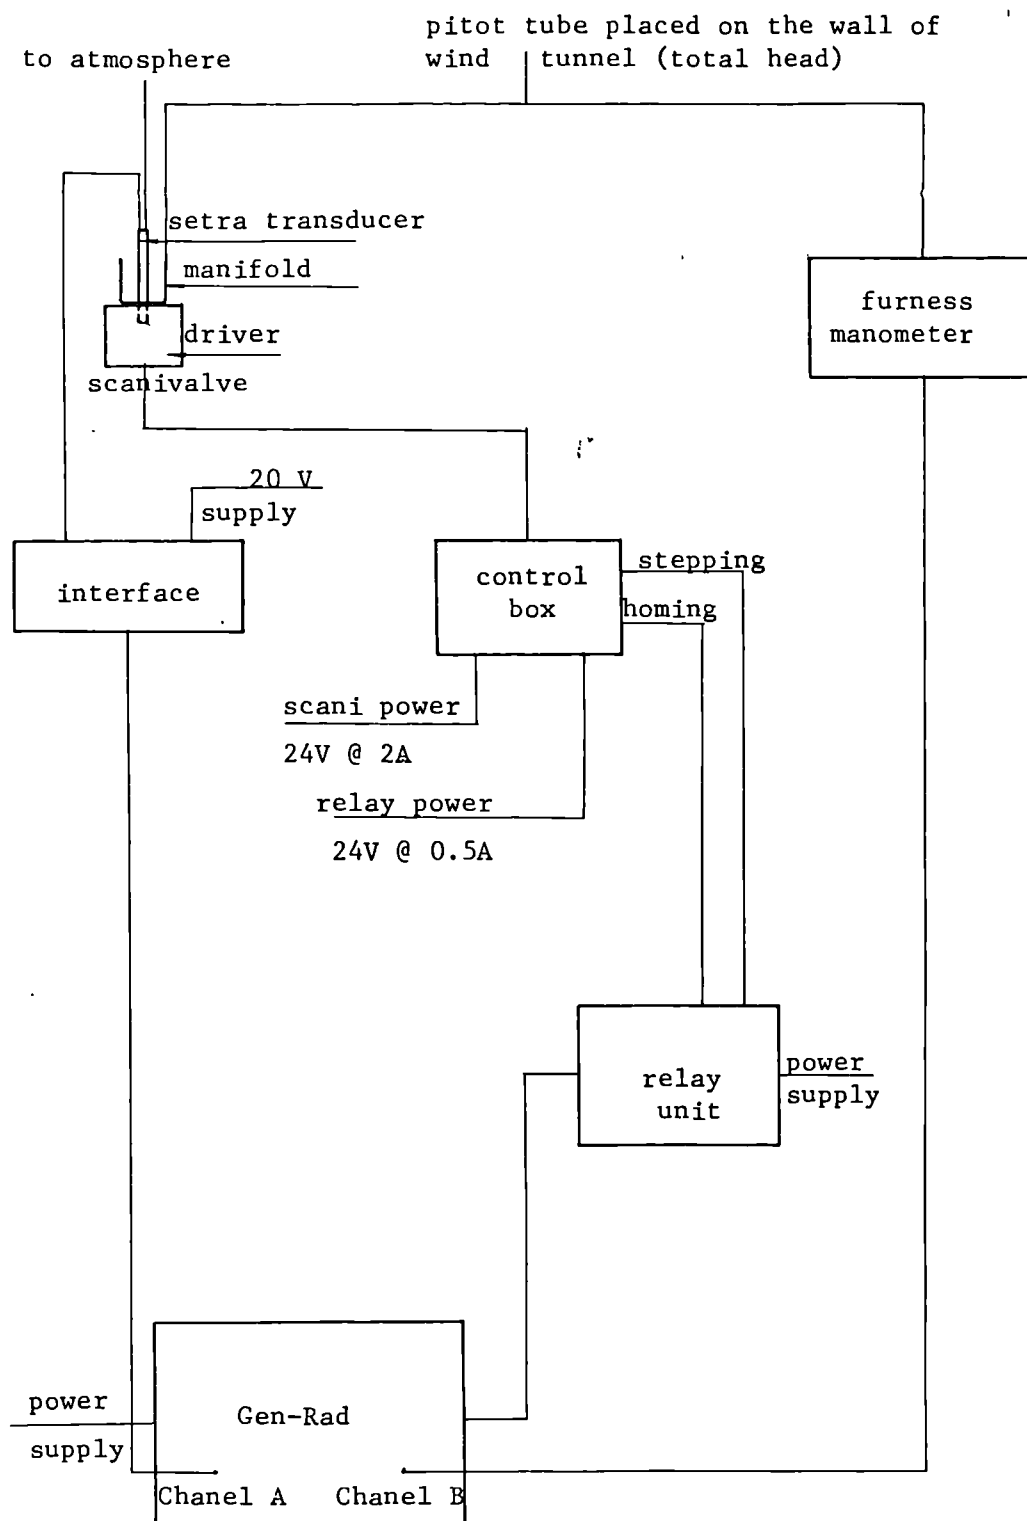 pitot tube placed on the wall of
wind tunnel (total head)
to atmosphere
setra transducer
manifold
driver
scanivalve
furness
manometer
20 V
supply
interface
control
box
stepping
homing
scani power
24V @ 2A
relay power
24V @ 0.5A
relay
unit
power
supply
Gen-Rad
power
supply
Chanel A
Chanel B